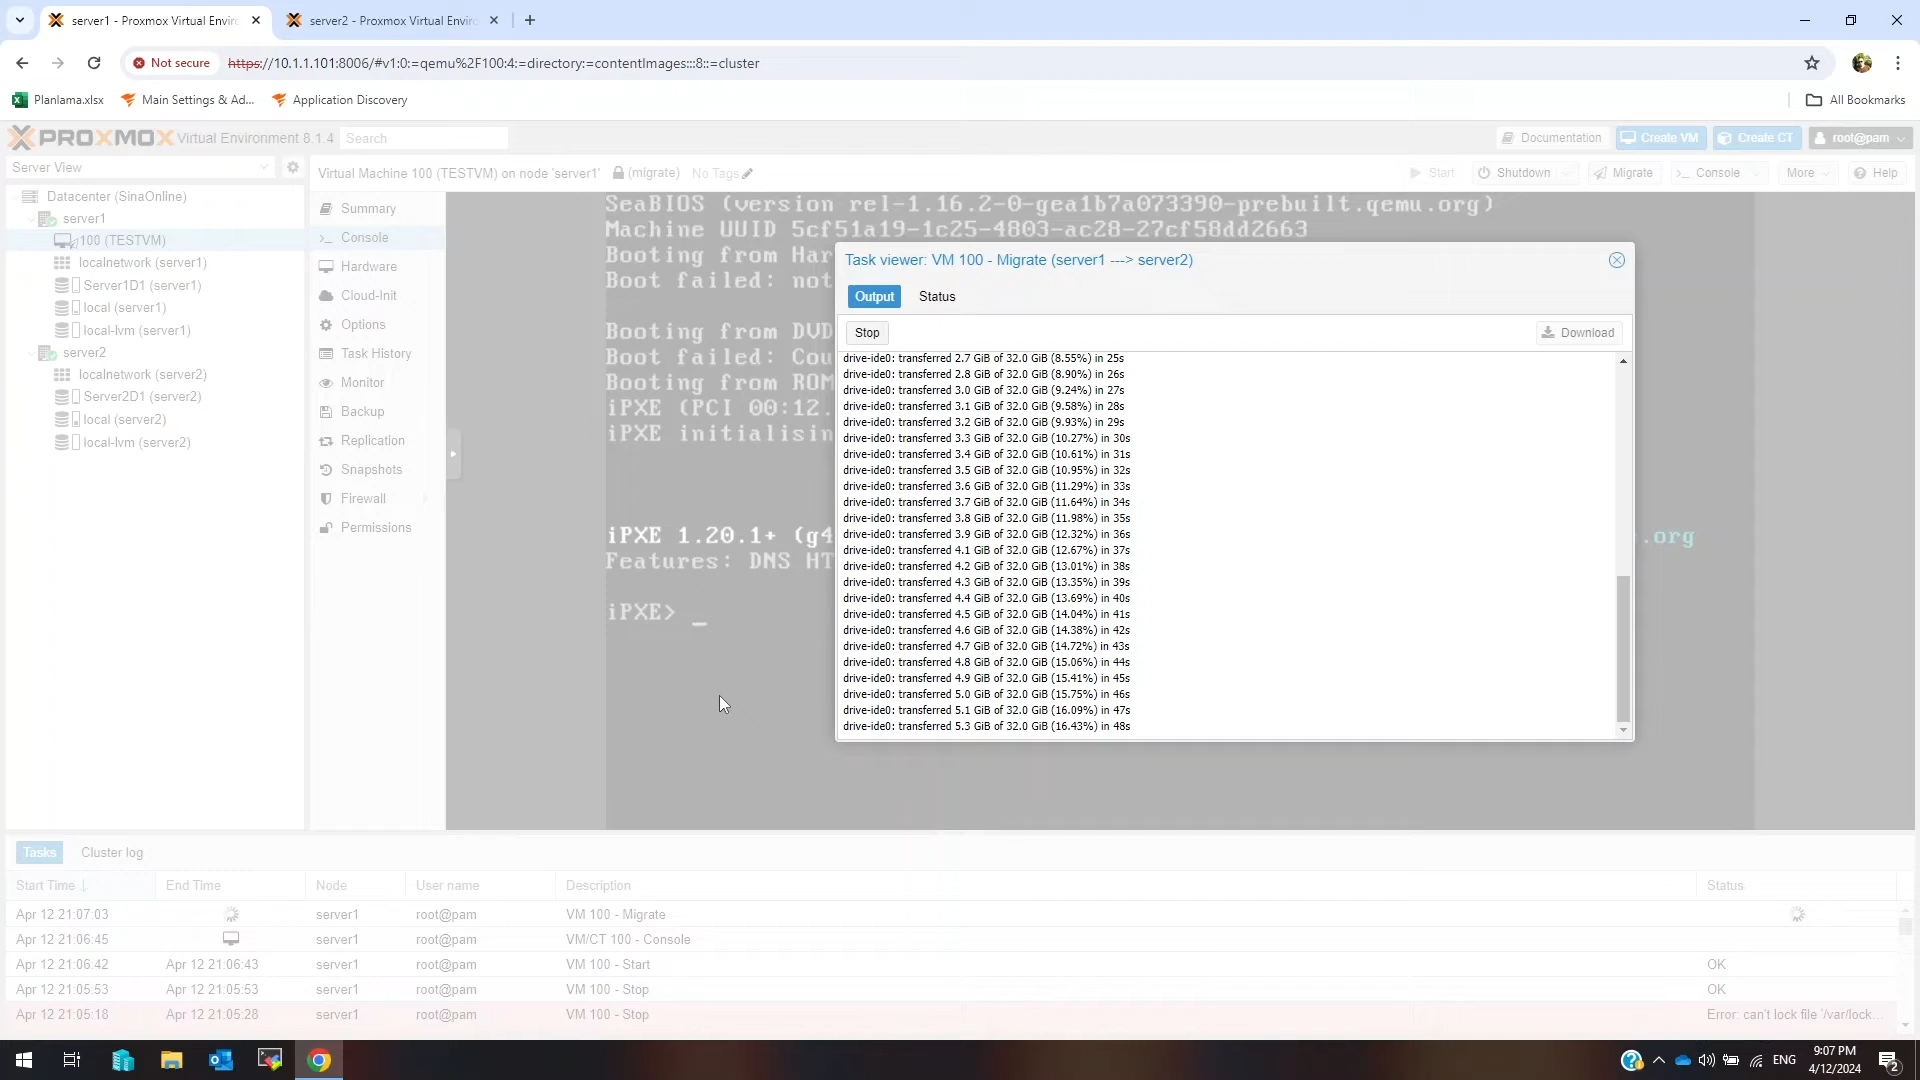 server1 - Proxmox Virtual Enviro
server2 - Proxmox Virtual Enviro
Not secure
https://10.1.1.101:8006/#v1:0:=qemu%2F100:4:=directory:=contentImages:::8::=cluster
Planlama.xlsx
Main Settings & Ad...
Application Discovery
All Bookmarks
PROXMOX
Virtual Environment 8.1.4
Search
Documentation
Create VM
Create CT
root@pam
Server View
Virtual Machine 100 (TESTVM) on node 'server1'
(migrate)
No Tags
Start
Shutdown
Migrate
Console
More
Help
Datacenter (SinaOnline)
server1
100 (TESTVM)
localnetwork (server1)
Server1D1 (server1)
local (server1)
local-lvm (server1)
server2
localnetwork (server2)
Server2D1 (server2)
local (server2)
local-lvm (server2)
Summary
Console
Hardware
Cloud-Init
Options
Task History
Monitor
Backup
Replication
Snapshots
Firewall
Permissions
SeaBIOS (version rel-1.16.2-0-gea1b7a073390-prebuilt.qemu.org)
Machine UUID 5cf51a19-1c25-4803-ac28-27cf58dd2663
Booting from Har
Boot failed: not
Booting from DVD
Boot failed: Cou
Booting from ROM
iPXE (PCI 00:12.
iPXE initialisin
iPXE 1.20.1+ (g4
.org
Features: DNS HT
iPXE> _
Task viewer: VM 100 - Migrate (server1 ---> server2)
Output
Status
Stop
Download
drive-ide0: transferred 2.7 GiB of 32.0 GiB (8.55%) in 25s
drive-ide0: transferred 2.8 GiB of 32.0 GiB (8.90%) in 26s
drive-ide0: transferred 3.0 GiB of 32.0 GiB (9.24%) in 27s
drive-ide0: transferred 3.1 GiB of 32.0 GiB (9.58%) in 28s
drive-ide0: transferred 3.2 GiB of 32.0 GiB (9.93%) in 29s
drive-ide0: transferred 3.3 GiB of 32.0 GiB (10.27%) in 30s
drive-ide0: transferred 3.4 GiB of 32.0 GiB (10.61%) in 31s
drive-ide0: transferred 3.5 GiB of 32.0 GiB (10.95%) in 32s
drive-ide0: transferred 3.6 GiB of 32.0 GiB (11.29%) in 33s
drive-ide0: transferred 3.7 GiB of 32.0 GiB (11.64%) in 34s
drive-ide0: transferred 3.8 GiB of 32.0 GiB (11.98%) in 35s
drive-ide0: transferred 3.9 GiB of 32.0 GiB (12.32%) in 36s
drive-ide0: transferred 4.1 GiB of 32.0 GiB (12.67%) in 37s
drive-ide0: transferred 4.2 GiB of 32.0 GiB (13.01%) in 38s
drive-ide0: transferred 4.3 GiB of 32.0 GiB (13.35%) in 39s
drive-ide0: transferred 4.4 GiB of 32.0 GiB (13.69%) in 40s
drive-ide0: transferred 4.5 GiB of 32.0 GiB (14.04%) in 41s
drive-ide0: transferred 4.6 GiB of 32.0 GiB (14.38%) in 42s
drive-ide0: transferred 4.7 GiB of 32.0 GiB (14.72%) in 43s
drive-ide0: transferred 4.8 GiB of 32.0 GiB (15.06%) in 44s
drive-ide0: transferred 4.9 GiB of 32.0 GiB (15.41%) in 45s
drive-ide0: transferred 5.0 GiB of 32.0 GiB (15.75%) in 46s
drive-ide0: transferred 5.1 GiB of 32.0 GiB (16.09%) in 47s
drive-ide0: transferred 5.3 GiB of 32.0 GiB (16.43%) in 48s
Tasks
Cluster log
Start Time
End Time
Node
User name
Description
Status
Apr 12 21:07:03 server1 root@pam VM 100 - Migrate
Apr 12 21:06:45 server1 root@pam VM/CT 100 - Console
Apr 12 21:06:42 Apr 12 21:06:43 server1 root@pam VM 100 - Start OK
Apr 12 21:05:53 Apr 12 21:05:53 server1 root@pam VM 100 - Stop OK
Apr 12 21:05:18 Apr 12 21:05:28 server1 root@pam VM 100 - Stop Error: can't lock file '/var/lock...
ENG
9:07 PM
4/12/2024
2